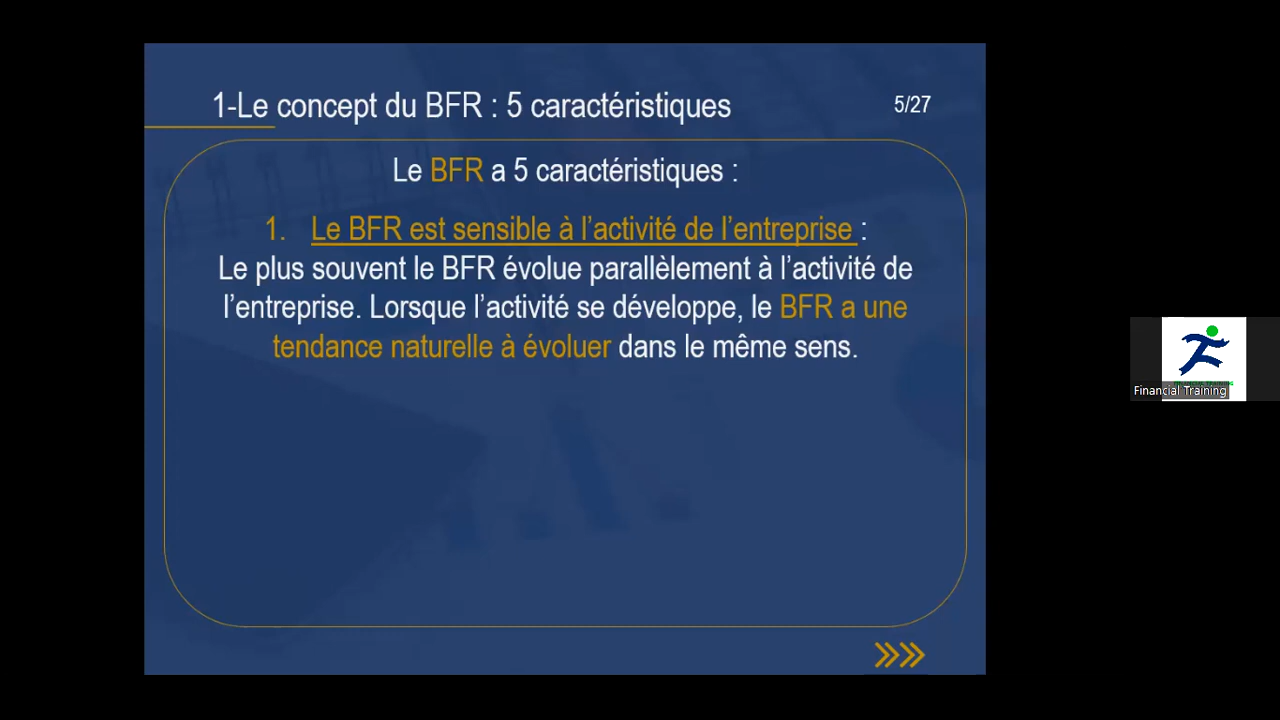 1-Le concept du BFR : 5 caractéristiques
5/27
Le BFR a 5 caractéristiques :
1. Le BFR est sensible à l’activité de l’entreprise :
Le plus souvent le BFR évolue parallèlement à l’activité de
l’entreprise. Lorsque l’activité se développe, le BFR a une
tendance naturelle à évoluer dans le même sens.
Financial Training